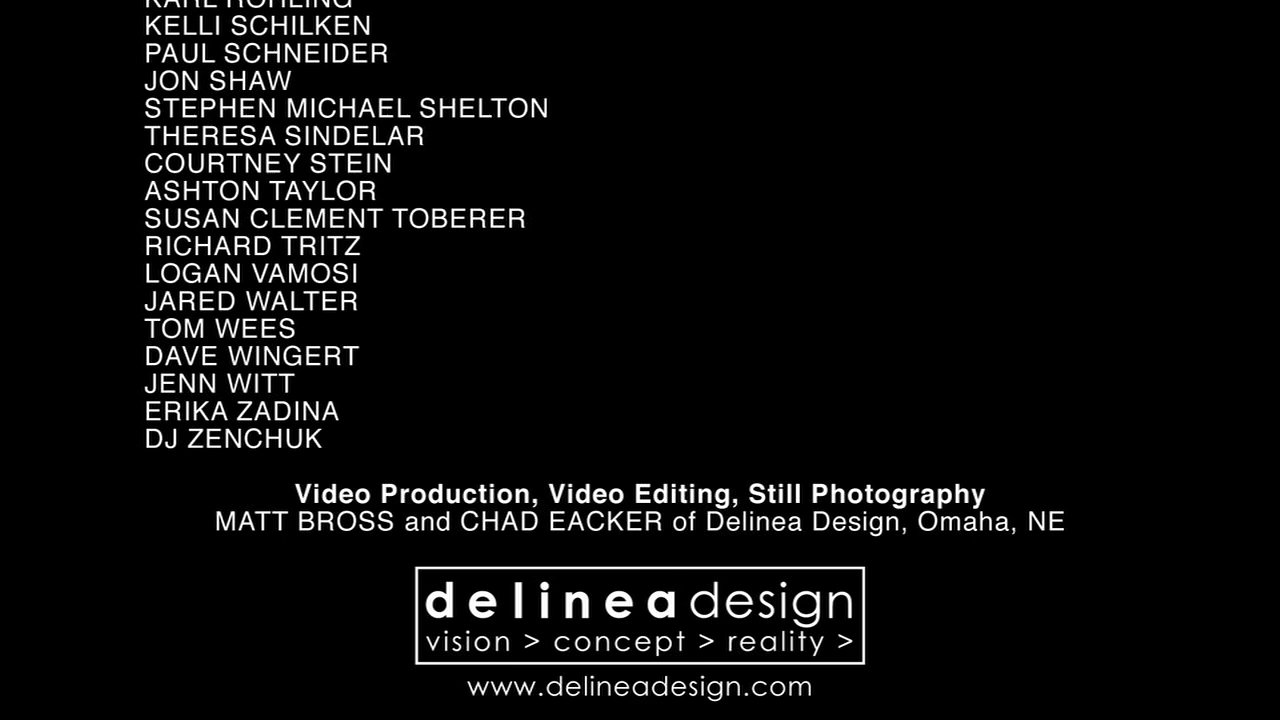 KARL ROHLING
KELLI SCHILKEN
PAUL SCHNEIDER
JON SHAW
STEPHEN MICHAEL SHELTON
THERESA SINDELAR
COURTNEY STEIN
ASHTON TAYLOR
SUSAN CLEMENT TOBERER
RICHARD TRITZ
LOGAN VAMOSI
JARED WALTER
TOM WEES
DAVE WINGERT
JENN WITT
ERIKA ZADINA
DJ ZENCHUK
Video Production, Video Editing, Still Photography
MATT BROSS and CHAD EACKER of Delinea Design, Omaha, NE
delineadesign
vision > concept > reality >
www.delineadesign.com